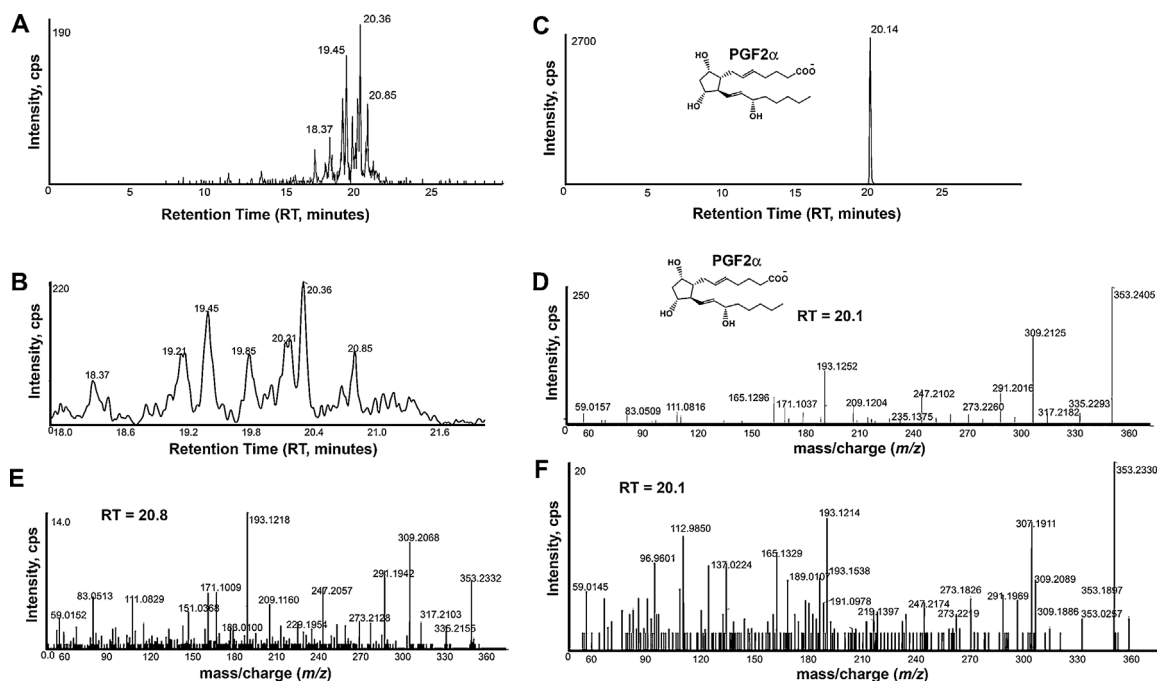 A
190
20.36
19.45
20.85
18.37
Intensity, cps
0 10 15 20 25
Retention Time (RT, minutes)
C
2700
PGF2α
20.14
HO
COO-
HO
OH
Intensity, cps
0 5 10 15 20 25
Retention Time (RT, minutes)
B
220
20.36
19.45
19.21
19.85
20.21
20.85
18.37
Intensity, cps
0 18.0 18.6 19.2 19.8 20.4 21.0 21.6
Retention Time (RT, minutes)
PGF2α
HO
COO-
HO
OH
D
250
RT = 20.1
353.2405
309.2125
193.1252
165.1296
171.1037
247.2102
291.2016
59.0157
83.0509
111.0816
209.1204
235.1375
273.2260
317.2182
335.2293
Intensity, cps
60 90 120 150 180 210 240 270 300 330 360
mass/charge (m/z)
E
14.0
RT = 20.8
193.1218
309.2068
291.1942
353.2332
83.0513
111.0829
171.1009
247.2057
59.0152
151.0368
209.1160
183.0100
229.1954
273.2128
317.2103
335.2155
Intensity, cps
0.0 60 90 120 150 180 210 240 270 300 330 360
mass/charge (m/z)
F
20
RT = 20.1
353.2330
193.1214
307.1911
112.9850
96.9601
137.0224
165.1329
189.0107
193.1538
59.0145
191.0978
219.1397
247.2174
273.1826
273.2219
291.1969
309.2089
309.1886
353.1897
353.0257
Intensity, cps
0 60 90 120 150 180 210 240 270 300 330 360
mass/charge (m/z)